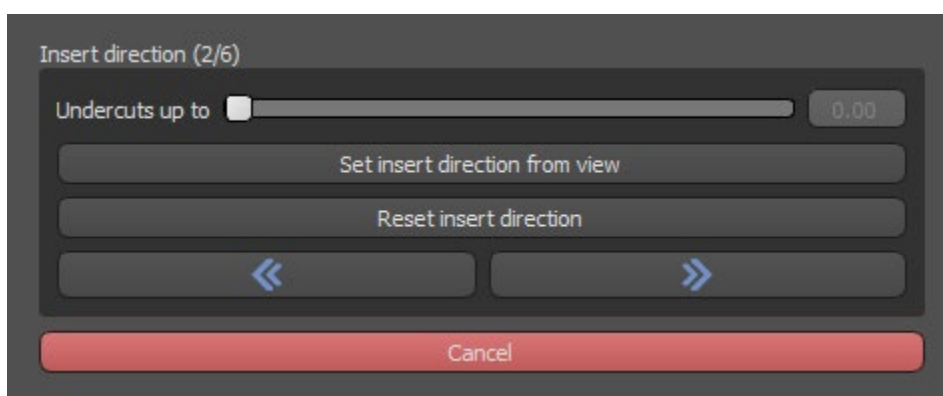 Insert direction (2/6)
Undercuts up to 0.00
Set insert direction from view
Reset insert direction
Cancel